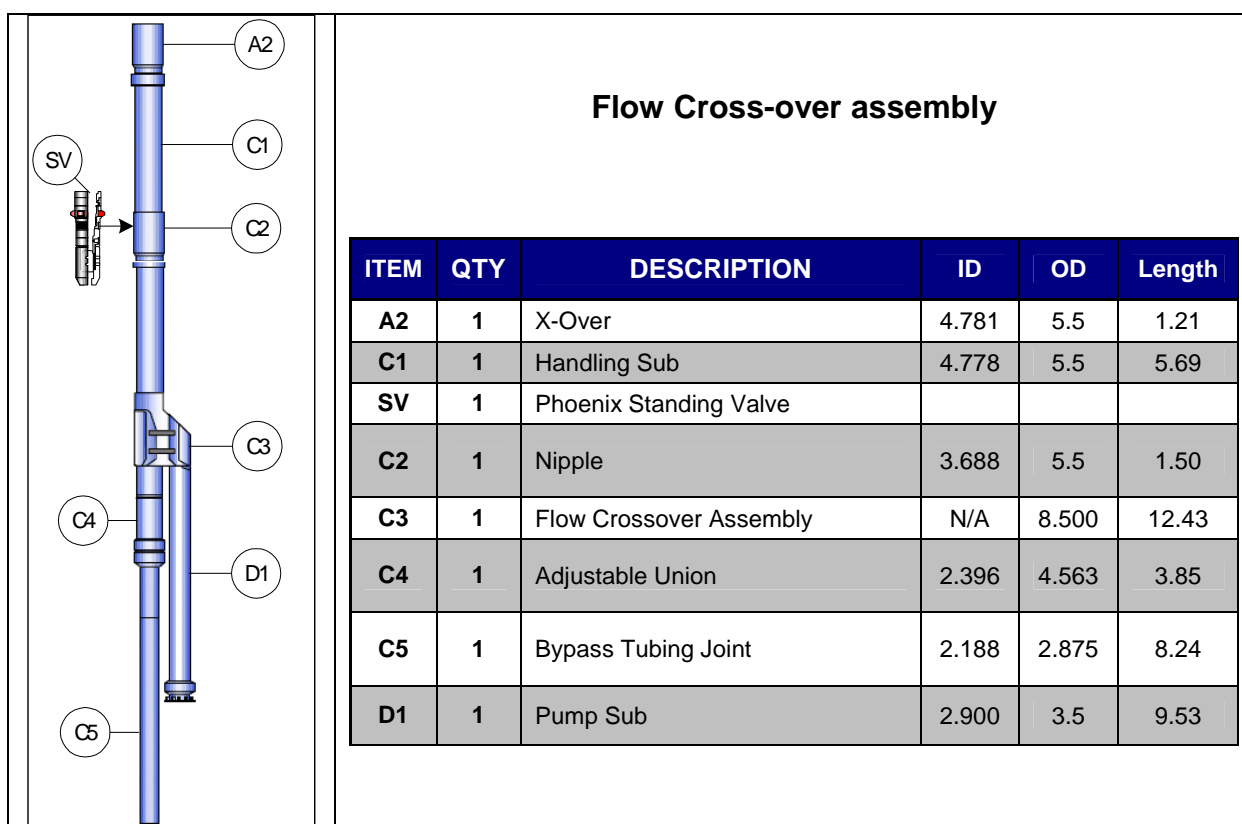 A2
C1
SV
C2
C3
C4
D1
C5
Flow Cross-over assembly
ITEM QTY DESCRIPTION ID OD Length
A2 1 X-Over 4.781 5.5 1.21
C1 1 Handling Sub 4.778 5.5 5.69
SV 1 Phoenix Standing Valve
C2 1 Nipple 3.688 5.5 1.50
C3 1 Flow Crossover Assembly N/A 8.500 12.43
C4 1 Adjustable Union 2.396 4.563 3.85
C5 1 Bypass Tubing Joint 2.188 2.875 8.24
D1 1 Pump Sub 2.900 3.5 9.53